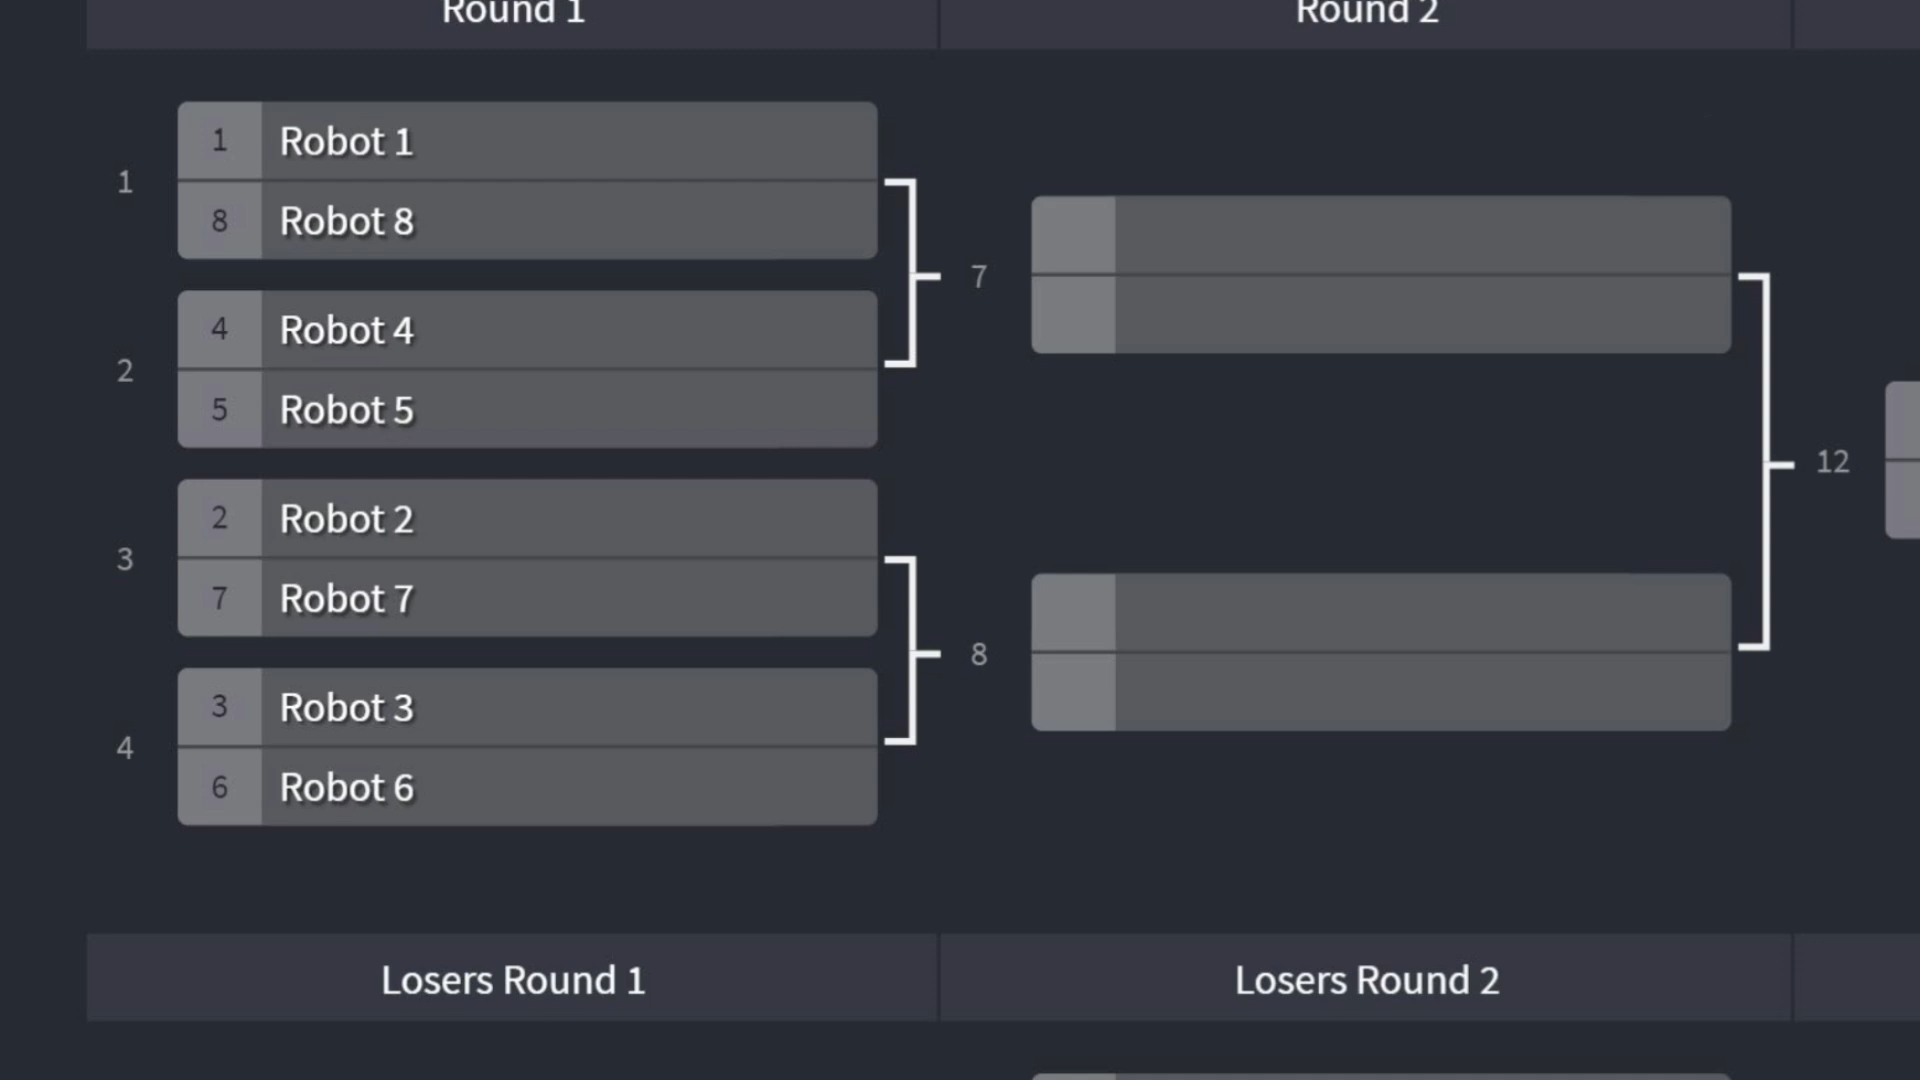 Round 1
Round 2
1
1 Robot 1
8 Robot 8
7
2
4 Robot 4
5 Robot 5
12
3
2 Robot 2
7 Robot 7
8
4
3 Robot 3
6 Robot 6
Losers Round 1
Losers Round 2